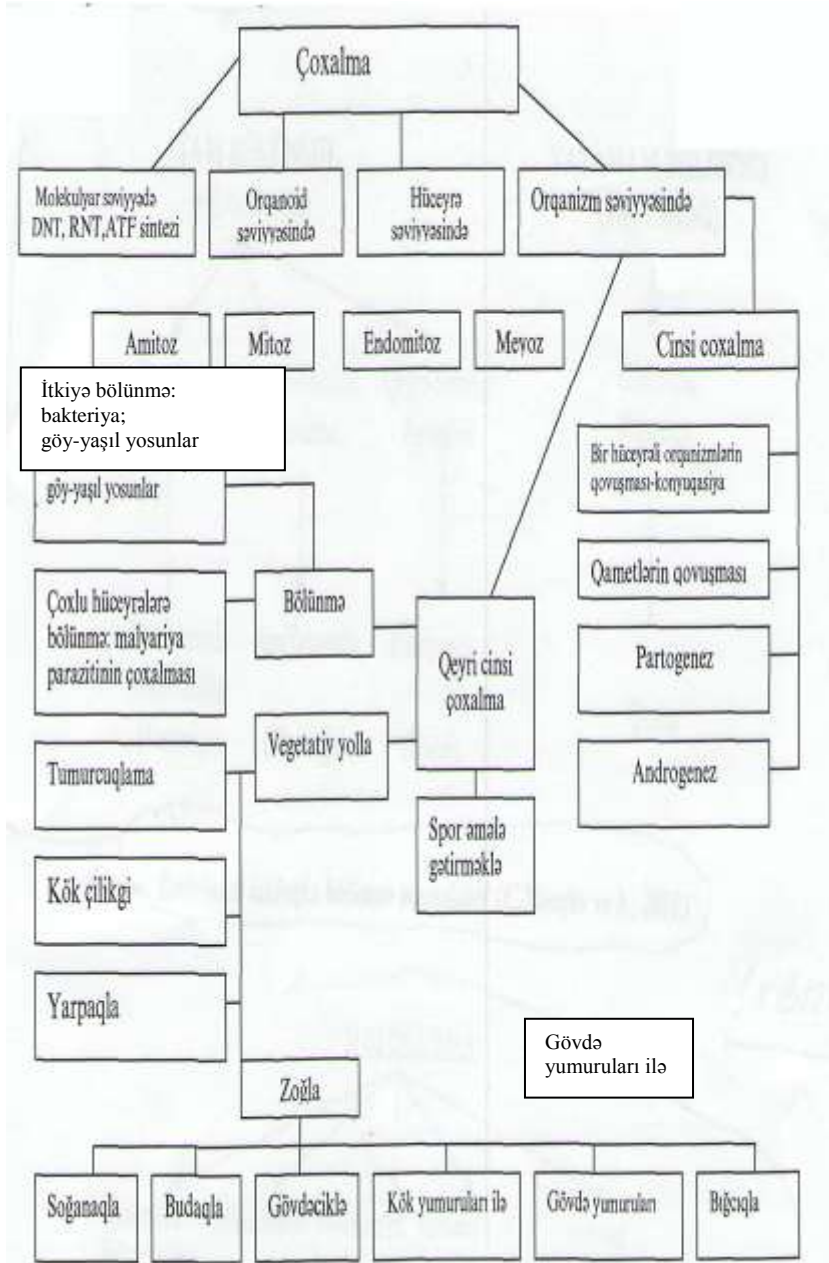 Çoxalma
Molekulyar səviyyədə
DNT, RNT,ATF sintezi
Orqanoid
səviyyəsində
Hüceyrə
səviyyəsində
Orqanizm səviyyəsində
Amitoz
Mitoz
Endomitoz
Meyoz
Cinsi coxalma
İtkiyə bölünmə:
bakteriya;
göy-yaşıl yosunlar
göy-yaşıl yosunlar
Bir hüceyrəli orqanizmlərin
qovuşması-konyuqasiya
Qametlərin qovuşması
Çoxlu hüceyrələrə
bölünmə: malyariya
parazitinin çoxalması
Bölünmə
Qeyri cinsi
çoxalma
Partogenez
Vegetativ yolla
Tumurcuqlama
Androgenez
Spor əmələ
gətirməklə
Kök çilikgi
Yarpaqla
Gövdə
yumuruları ilə
Zoğla
Soğanaqla
Budaqla
Gövdəciklə
Kök yumuruları ilə
Gövdə yumuruları
Bığcıqla